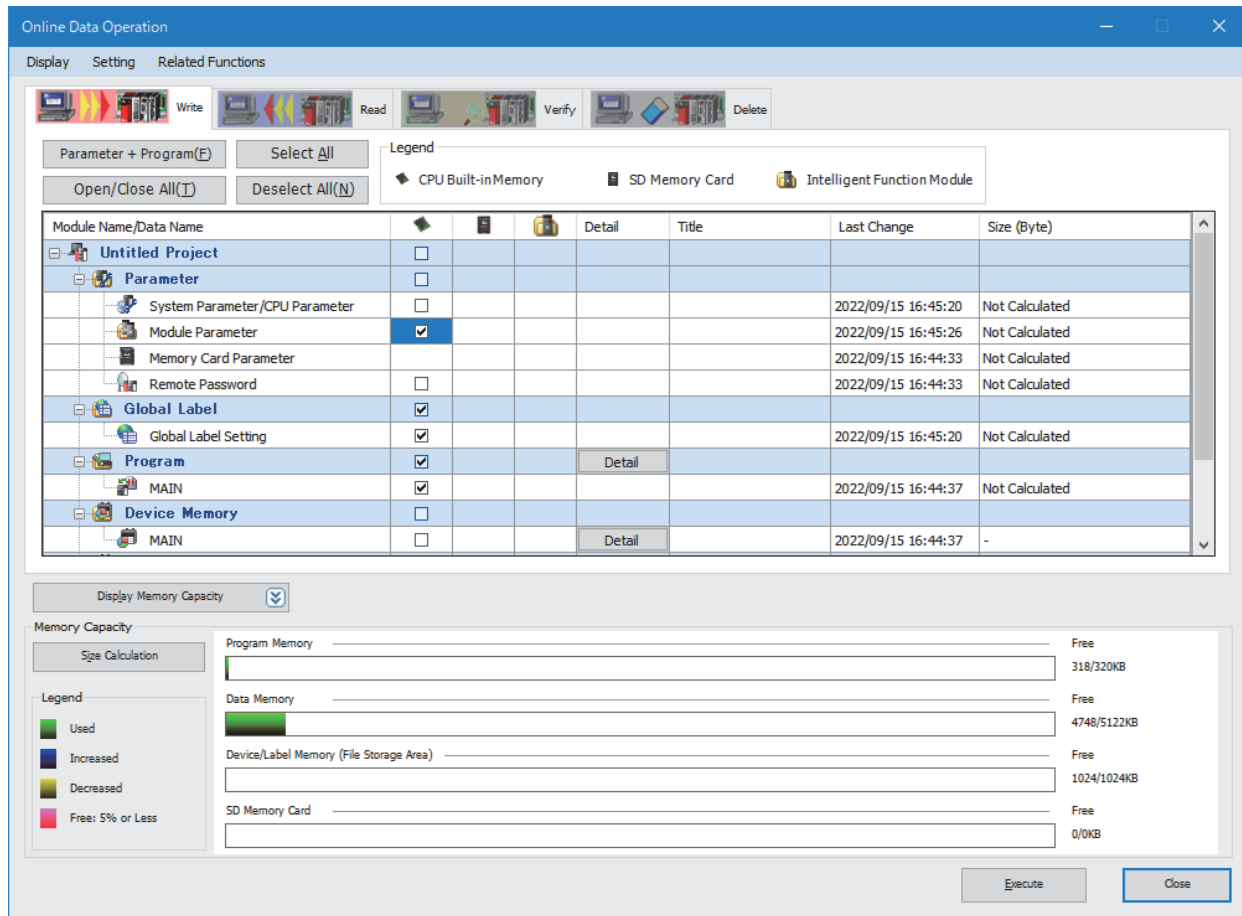 Online Data Operation
Display Setting Related Functions
Write Read Verify Delete
Parameter + Program(F) Select All Legend
CPU Built-inMemory SD Memory Card Intelligent Function Module
Open/Close All(T) Deselect All(N)
Module Name/Data Name Detail Title Last Change Size (Byte)
Untitled Project
Parameter
System Parameter/CPU Parameter 2022/09/15 16:45:20 Not Calculated
Module Parameter 2022/09/15 16:45:26 Not Calculated
Memory Card Parameter 2022/09/15 16:44:33 Not Calculated
Remote Password 2022/09/15 16:44:33 Not Calculated
Global Label
Global Label Setting 2022/09/15 16:45:20 Not Calculated
Program Detail
MAIN 2022/09/15 16:44:37 Not Calculated
Device Memory
MAIN Detail 2022/09/15 16:44:37 -
Display Memory Capacity
Memory Capacity
Size Calculation
Program Memory Free
318/320KB
Legend
Used
Increased
Decreased
Free: 5% or Less
Data Memory Free
4748/5122KB
Device/Label Memory (File Storage Area) Free
1024/1024KB
SD Memory Card Free
0/0KB
Execute Close